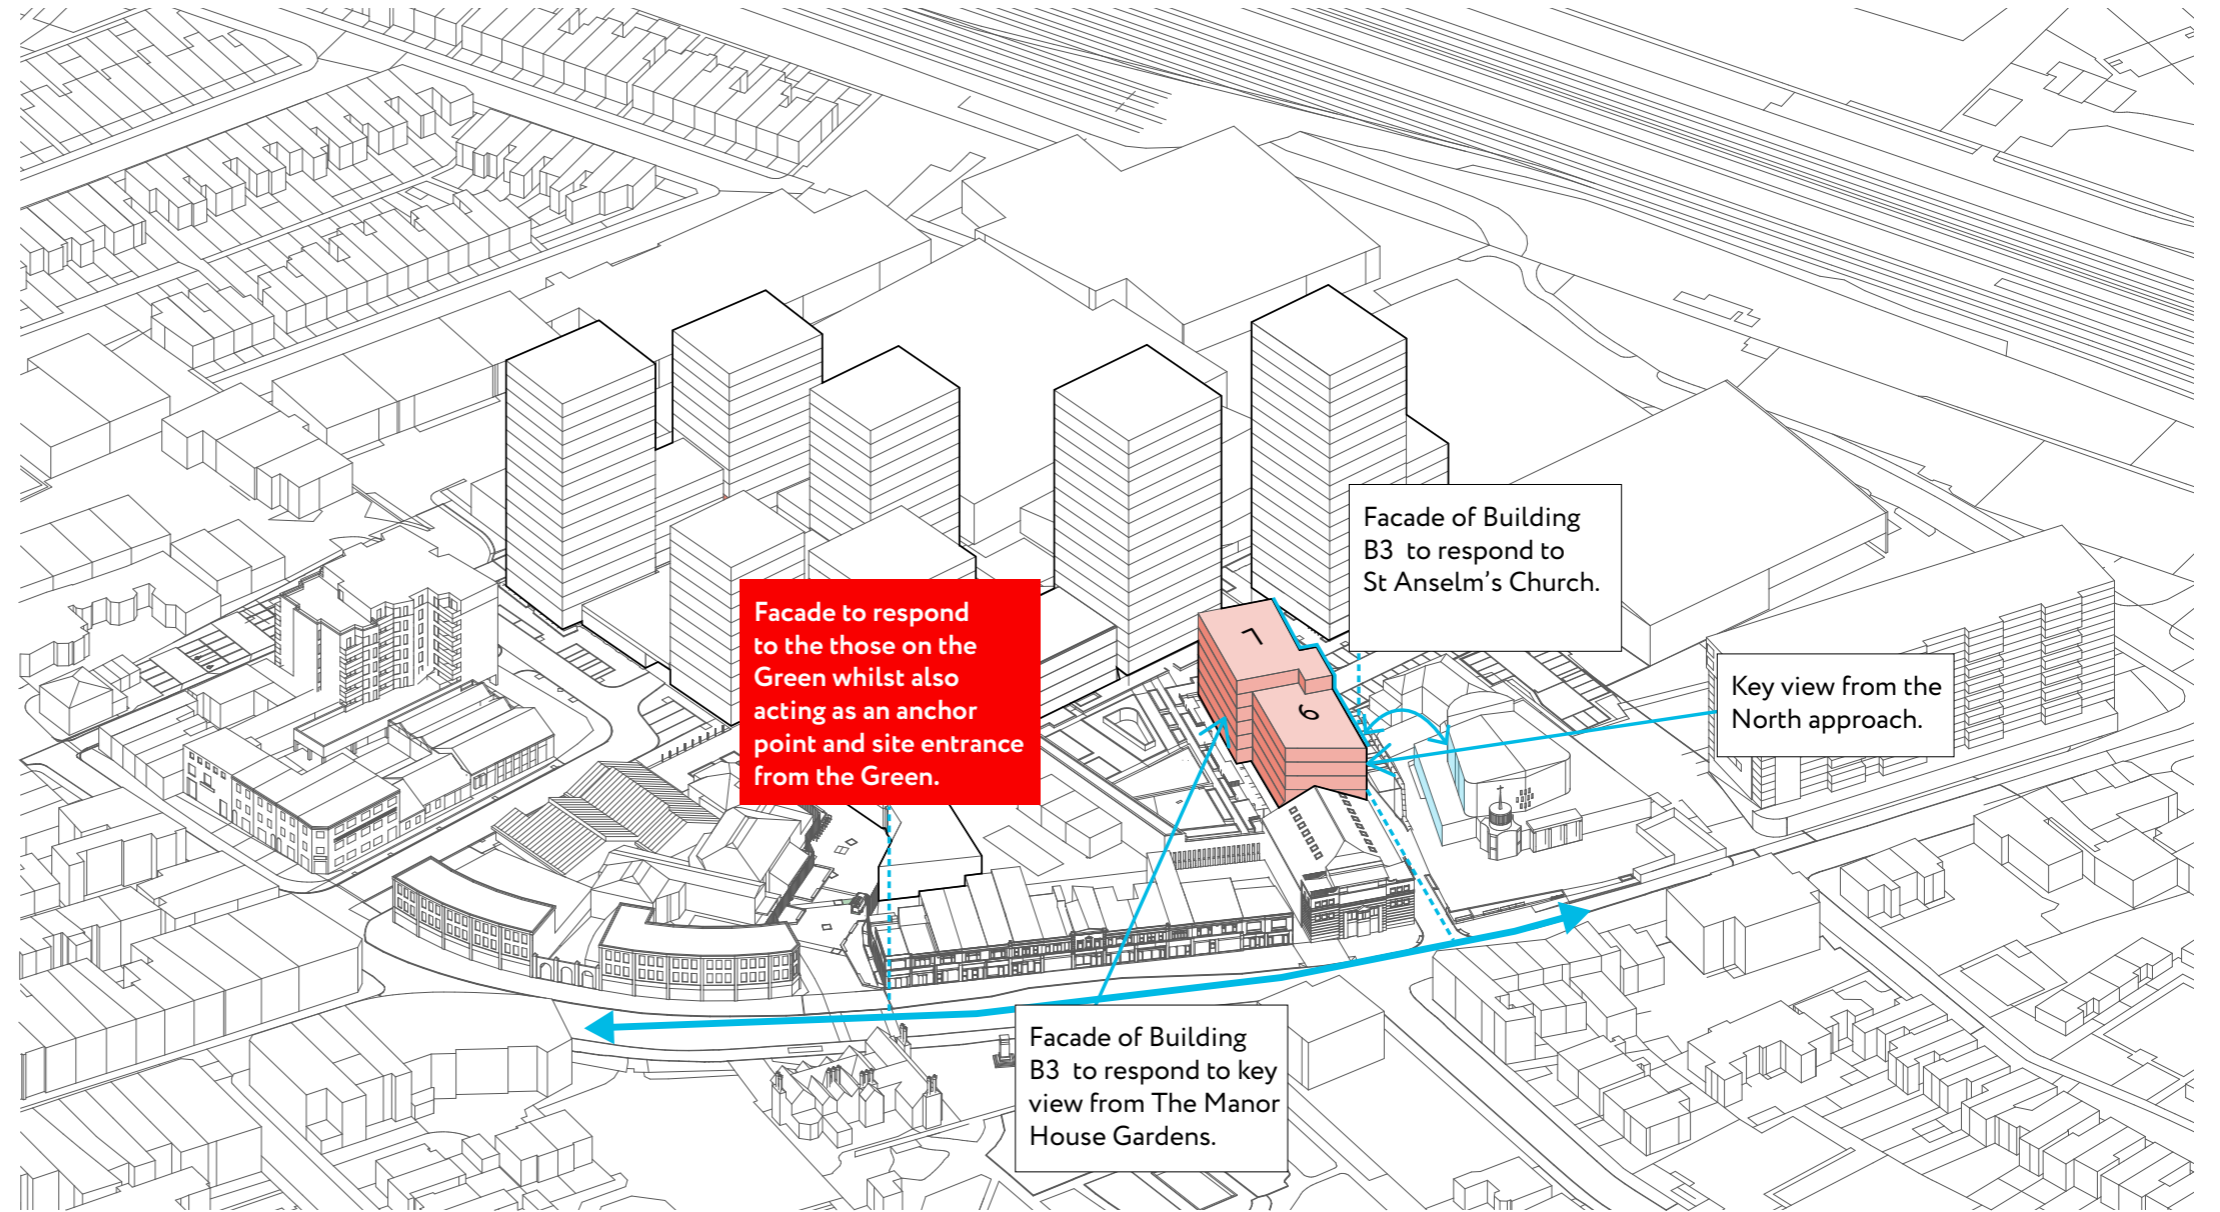 Facade of Building
B3 to respond to
St Anselm's Church.
Facade to respond
to the those on the
Green whilst also
acting as an anchor
point and site entrance
from the Green.
7
6
Key view from the
North approach.
Facade of Building
B3 to respond to key
view from The Manor
House Gardens.